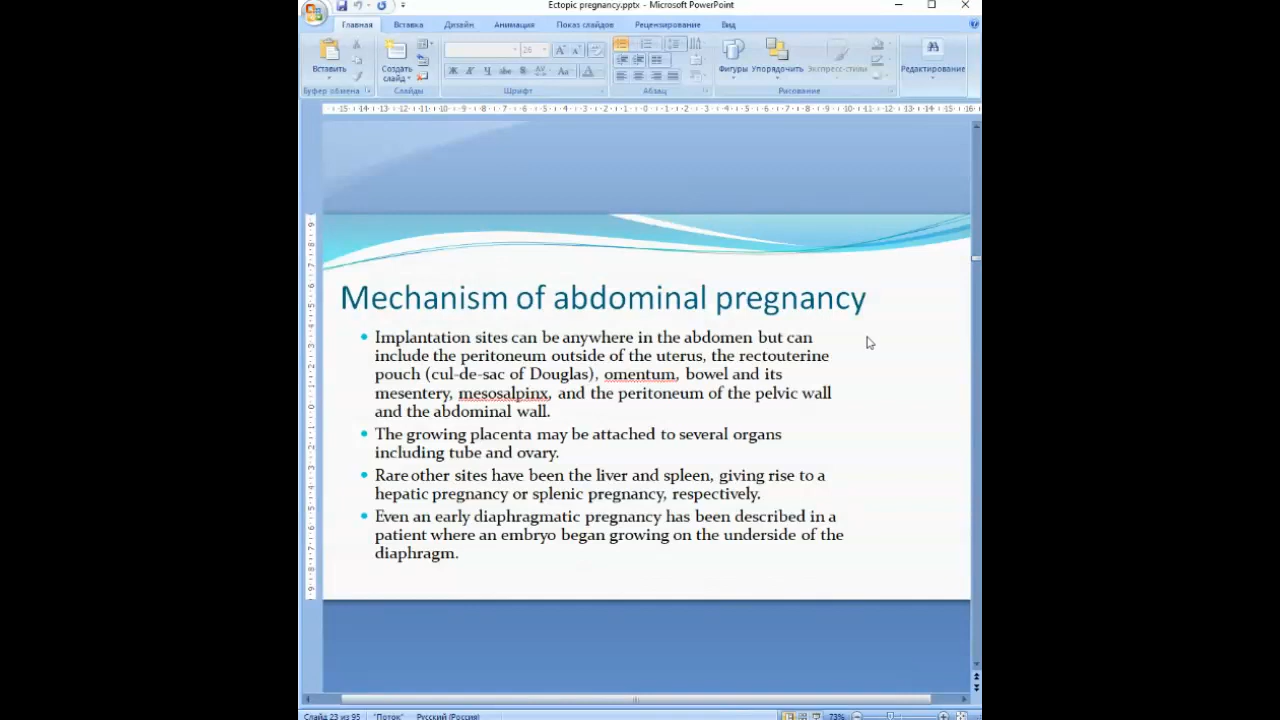 Ectopic pregnancy.pptx - Microsoft PowerPoint
Главная Вставка Дизайн Анимация Показ слайдов Рецензирование Вид
Вставить Создать слайд Фигуры Упорядочить Экспресс-стили Редактирование
Буфер обмена Слайды Шрифт Абзац Рисование
Mechanism of abdominal pregnancy
Implantation sites can be anywhere in the abdomen but can
include the peritoneum outside of the uterus, the rectouterine
pouch (cul-de-sac of Douglas), omentum, bowel and its
mesentery, mesosalpinx, and the peritoneum of the pelvic wall
and the abdominal wall.
The growing placenta may be attached to several organs
including tube and ovary.
Rare other sites have been the liver and spleen, giving rise to a
hepatic pregnancy or splenic pregnancy, respectively.
Even an early diaphragmatic pregnancy has been described in a
patient where an embryo began growing on the underside of the
diaphragm.
Слайд 23 из 95 "Поток" Русский (Россия) 73%